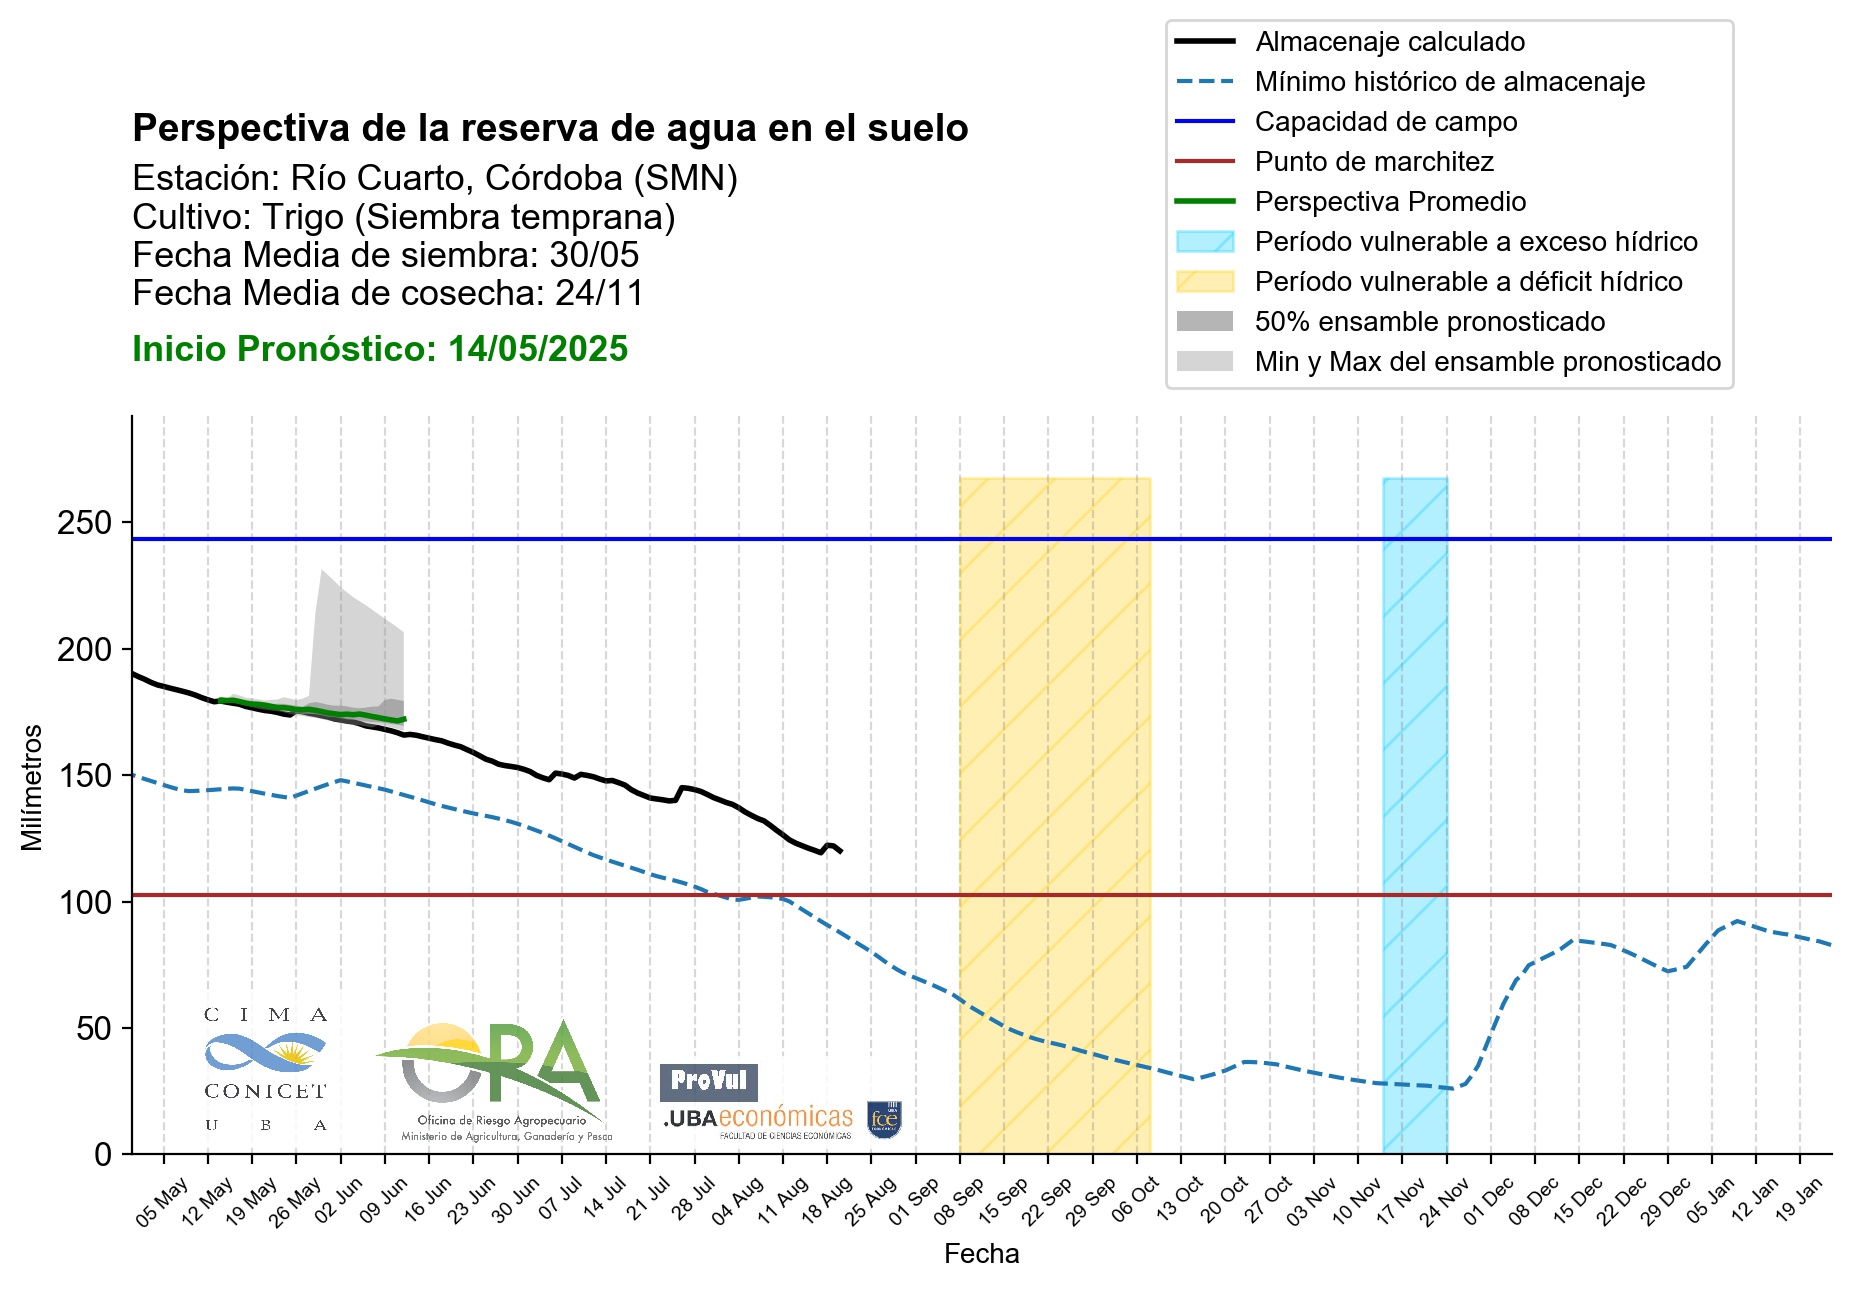 Almacenaje calculado
Mínimo histórico de almacenaje
Capacidad de campo
Punto de marchitez
Perspectiva Promedio
Período vulnerable a exceso hídrico
Período vulnerable a déficit hídrico
50% ensamble pronosticado
Min y Max del ensamble pronosticado
Perspectiva de la reserva de agua en el suelo
Estación: Río Cuarto, Córdoba (SMN)
Cultivo: Trigo (Siembra temprana)
Fecha Media de siembra: 30/05
Fecha Media de cosecha: 24/11
Inicio Pronóstico: 14/05/2025
250
200
150
100
50
0
Milímetros
CIMA
CONICET
UBA
ORA
Oficina de Riesgo Agropecuario
Ministerio de Agricultura, Ganadería y Pesca
ProVul
.UBAeconómicas
FACULTAD DE CIENCIAS ECONÓMICAS
UBA
fce
05 May
12 May
19 May
26 May
02 Jun
09 Jun
16 Jun
23 Jun
30 Jun
07 Jul
14 Jul
21 Jul
28 Jul
04 Aug
11 Aug
18 Aug
25 Aug
01 Sep
08 Sep
15 Sep
22 Sep
29 Sep
06 Oct
13 Oct
20 Oct
27 Oct
03 Nov
10 Nov
17 Nov
24 Nov
01 Dec
08 Dec
15 Dec
22 Dec
29 Dec
05 Jan
12 Jan
19 Jan
Fecha